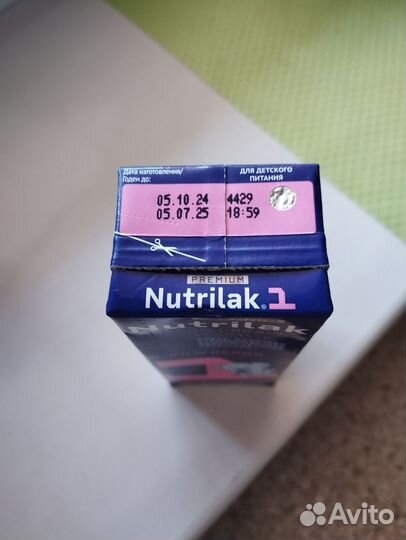 Дата изготовления/
Годен до:
ДЛЯ ДЕТСКОГО
ПИТАНИЯ
05.10.24 4429
05.07.25 18:59
PREMIUM
Nutrilak® 1
Nutrilak
Avito